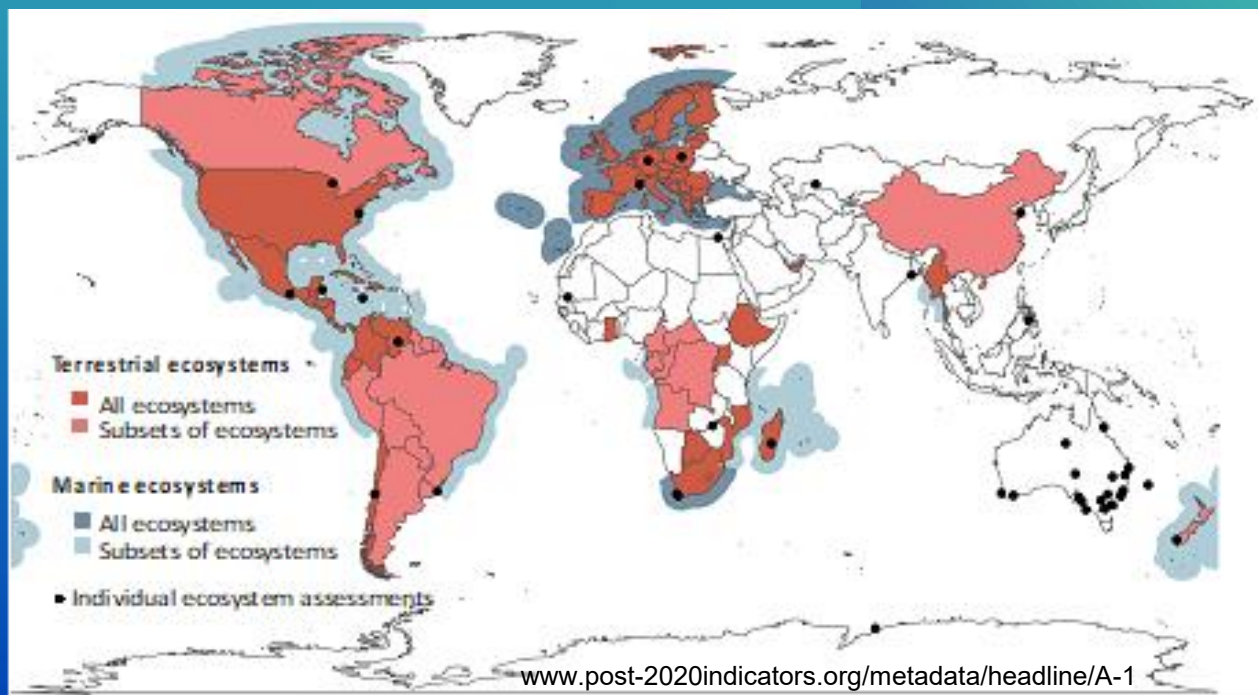 Terrestrial ecosystems
All ecosystems
Subsets of ecosystems
Marine ecosystems
All ecosystems
Subsets of ecosystems
Individual ecosystem assessments
www.post-2020indicators.org/metadata/headline/A-1